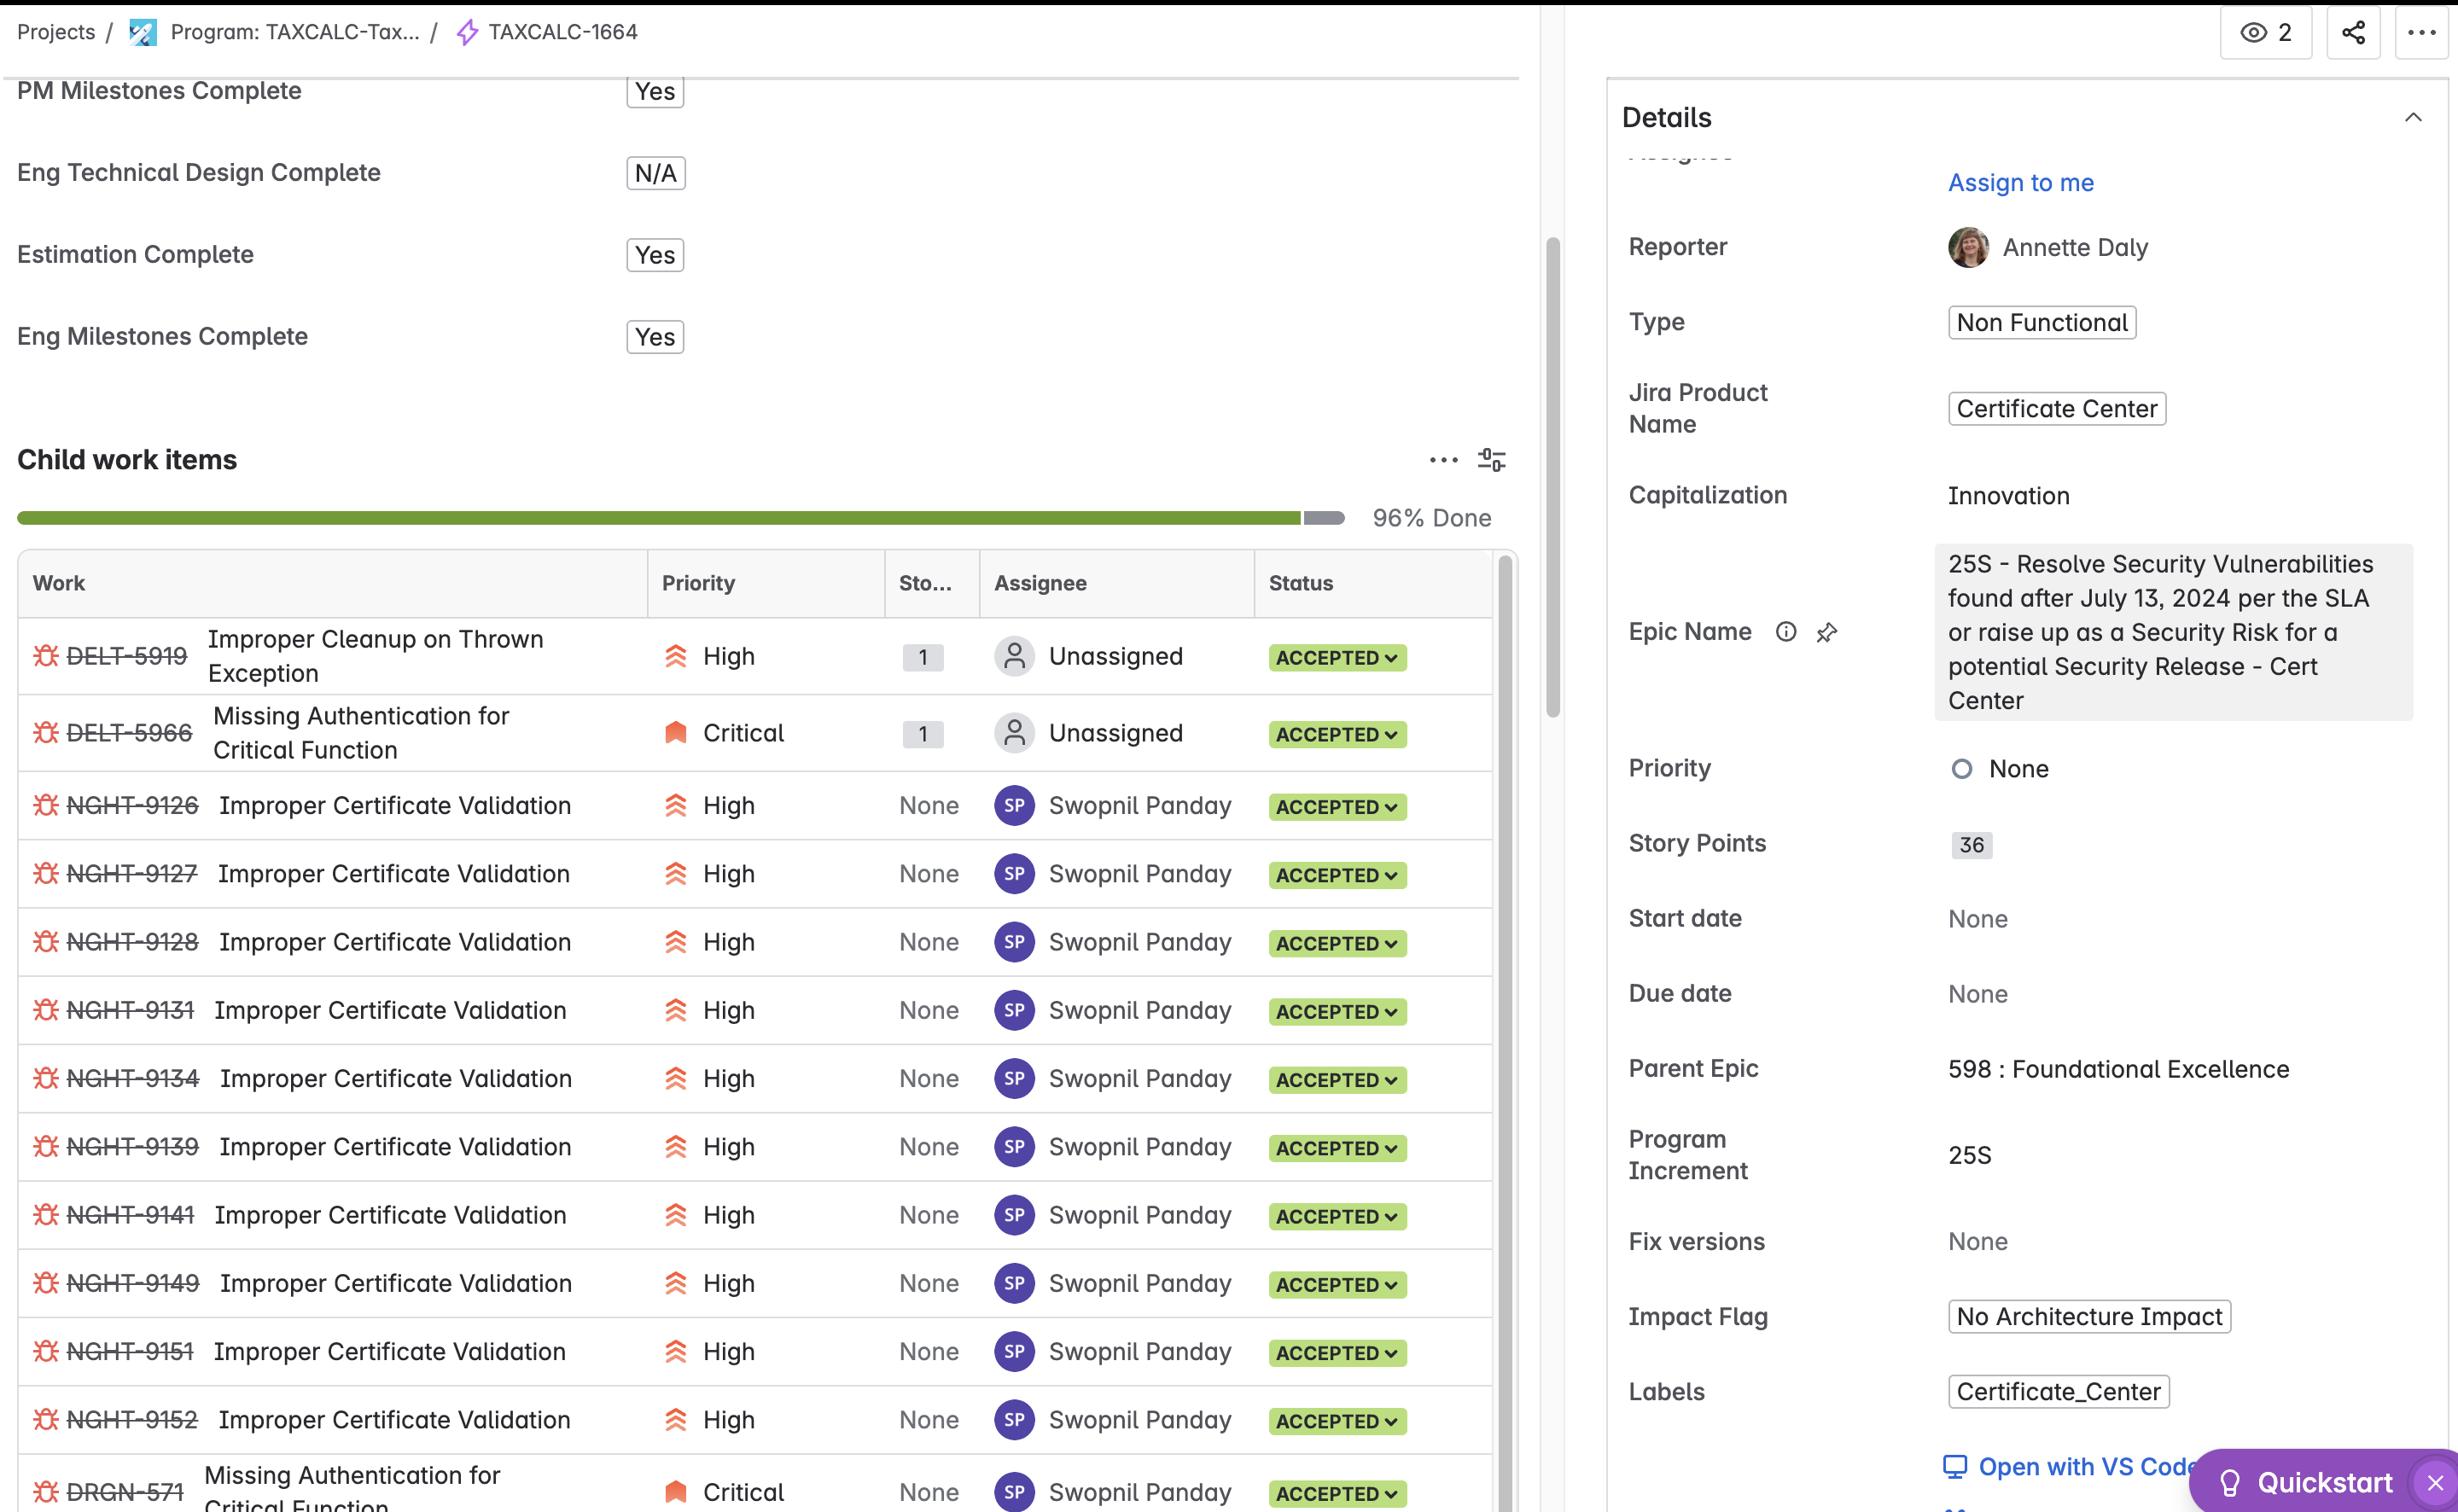 Projects / Program: TAXCALC-Tax... / TAXCALC-1664
2
PM Milestones Complete Yes
Eng Technical Design Complete N/A
Estimation Complete Yes
Eng Milestones Complete Yes
Child work items
96% Done
Work Priority Sto... Assignee Status
DELT-5919 Improper Cleanup on Thrown Exception High 1 Unassigned ACCEPTED
DELT-5966 Missing Authentication for Critical Function Critical 1 Unassigned ACCEPTED
NGHT-9126 Improper Certificate Validation High None SP Swopnil Panday ACCEPTED
NGHT-9127 Improper Certificate Validation High None SP Swopnil Panday ACCEPTED
NGHT-9128 Improper Certificate Validation High None SP Swopnil Panday ACCEPTED
NGHT-9131 Improper Certificate Validation High None SP Swopnil Panday ACCEPTED
NGHT-9134 Improper Certificate Validation High None SP Swopnil Panday ACCEPTED
NGHT-9139 Improper Certificate Validation High None SP Swopnil Panday ACCEPTED
NGHT-9141 Improper Certificate Validation High None SP Swopnil Panday ACCEPTED
NGHT-9149 Improper Certificate Validation High None SP Swopnil Panday ACCEPTED
NGHT-9151 Improper Certificate Validation High None SP Swopnil Panday ACCEPTED
NGHT-9152 Improper Certificate Validation High None SP Swopnil Panday ACCEPTED
DRGN-571 Missing Authentication for Critical Function Critical None SP Swopnil Panday ACCEPTED
Details
Assign to me
Reporter Annette Daly
Type Non Functional
Jira Product
Name
Certificate Center
Capitalization Innovation
Epic Name
25S - Resolve Security Vulnerabilities
found after July 13, 2024 per the SLA
or raise up as a Security Risk for a
potential Security Release - Cert
Center
Priority None
Story Points 36
Start date None
Due date None
Parent Epic 598 : Foundational Excellence
Program
Increment
25S
Fix versions None
Impact Flag No Architecture Impact
Labels Certificate_Center
Open with VS Code
Quickstart